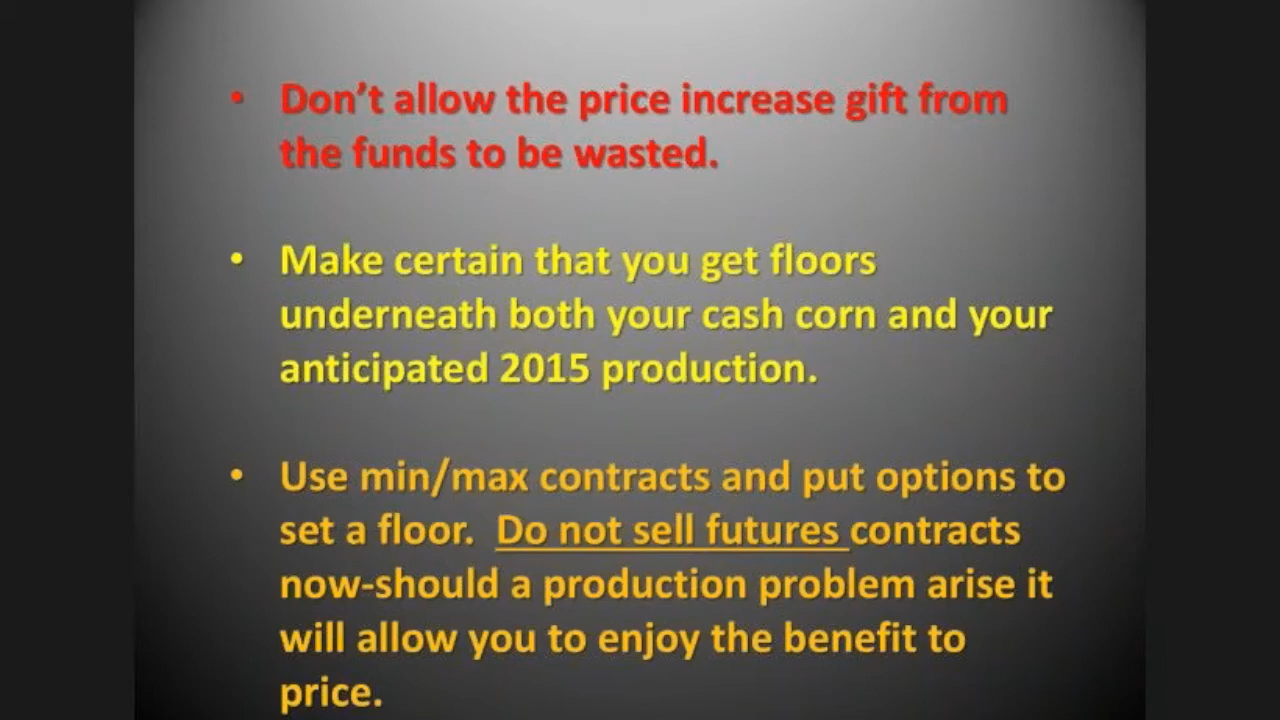 • Don’t allow the price increase gift from
the funds to be wasted.
• Make certain that you get floors
underneath both your cash corn and your
anticipated 2015 production.
• Use min/max contracts and put options to
set a floor.  Do not sell futures contracts
now-should a production problem arise it
will allow you to enjoy the benefit to
price.